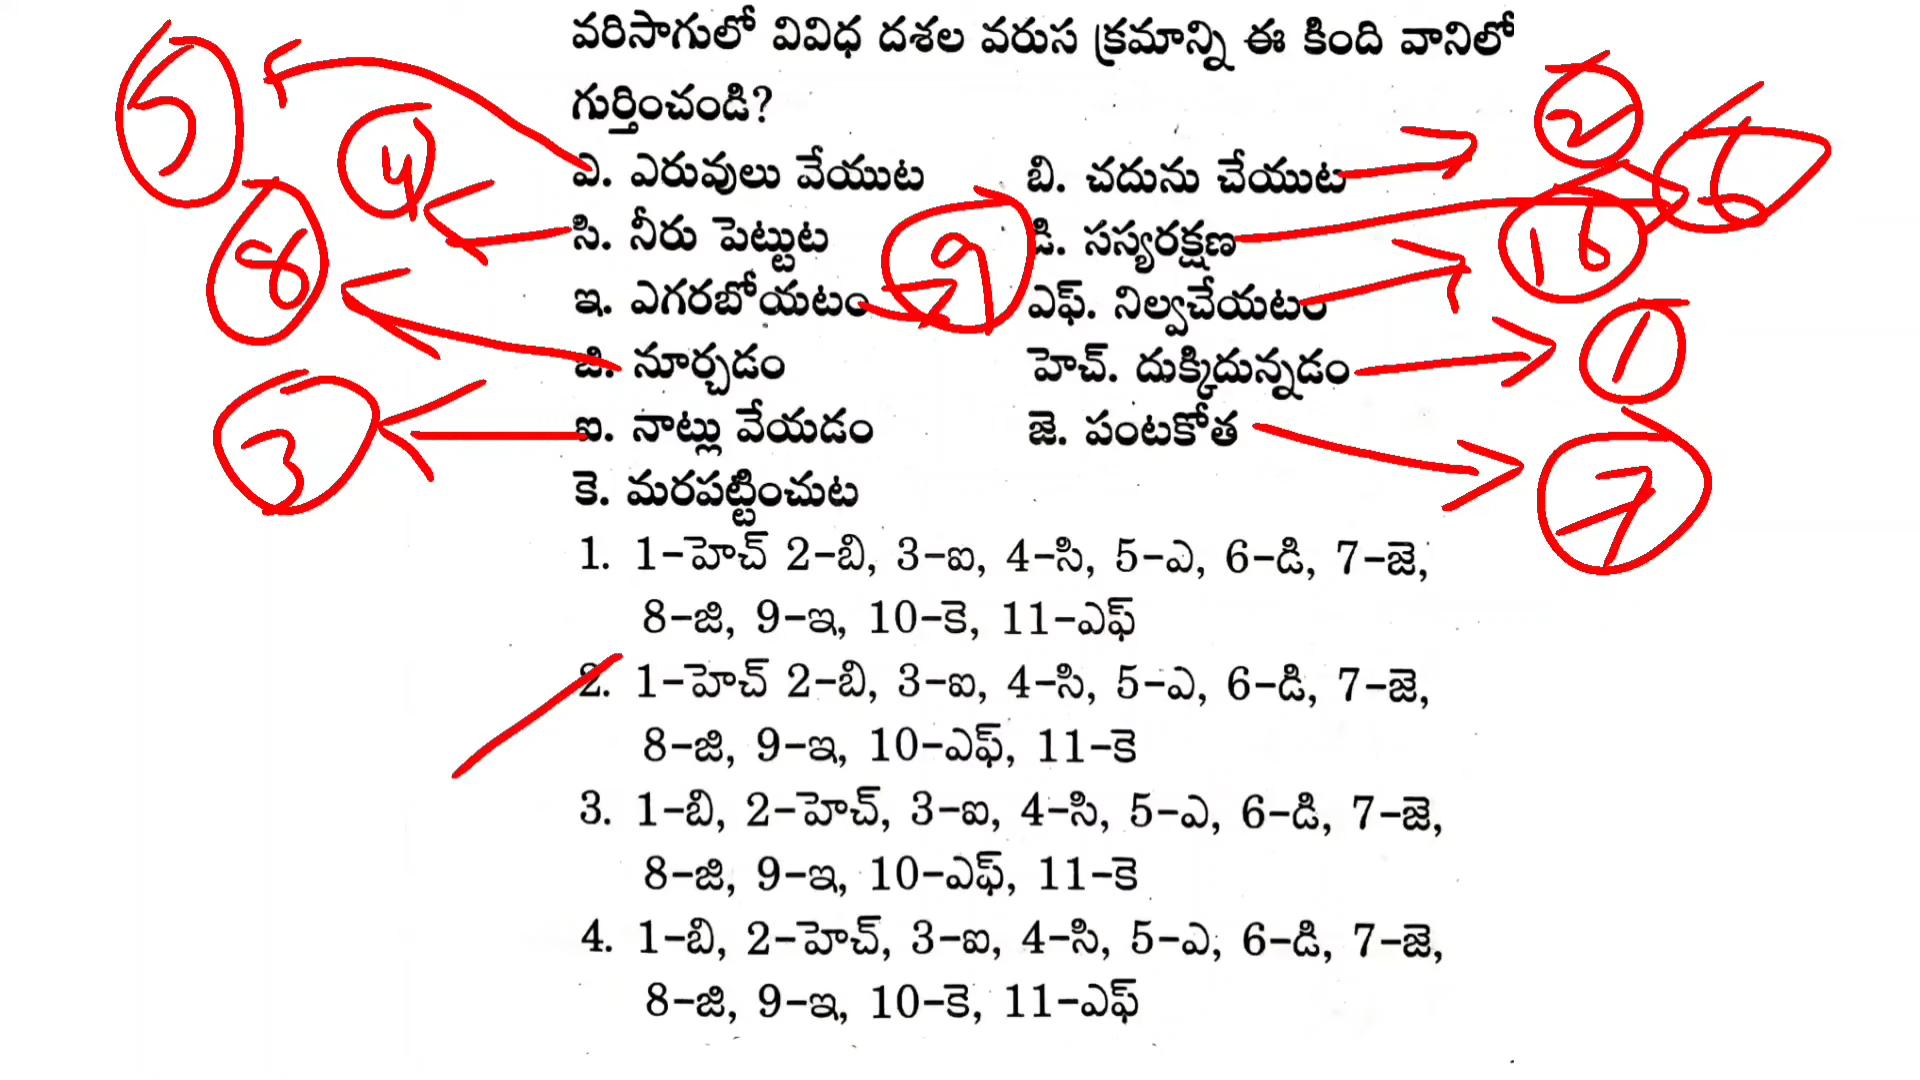 వరిసాగులో వివిధ దశల వరుస క్రమాన్ని ఈ కింది వానిలో
గుర్తించండి?
5 4 ఎ. ఎరువులు వేయుట బి. చదును చేయుట 2 6
8 సి. నీరు పెట్టుట 9 డి. సస్యరక్షణ 10
ఇ. ఎగరబోయటం ఎఫ్. నిల్వచేయటం
జి. నూర్చడం హెచ్. దుక్కిదున్నడం 1
3 ఐ. నాట్లు వేయడం జె. పంటకోత 7
కె. మరపట్టించుట
1. 1-హెచ్ 2-బి, 3-ఐ, 4-సి, 5-ఎ, 6-డి, 7-జె,
8-జి, 9-ఇ, 10-కె, 11-ఎఫ్
2. 1-హెచ్ 2-బి, 3-ఐ, 4-సి, 5-ఎ, 6-డి, 7-జె,
8-జి, 9-ఇ, 10-ఎఫ్, 11-కె
3. 1-బి, 2-హెచ్, 3-ఐ, 4-సి, 5-ఎ, 6-డి, 7-జె,
8-జి, 9-ఇ, 10-ఎఫ్, 11-కె
4. 1-బి, 2-హెచ్, 3-ఐ, 4-సి, 5-ఎ, 6-డి, 7-జె,
8-జి, 9-ఇ, 10-కె, 11-ఎఫ్